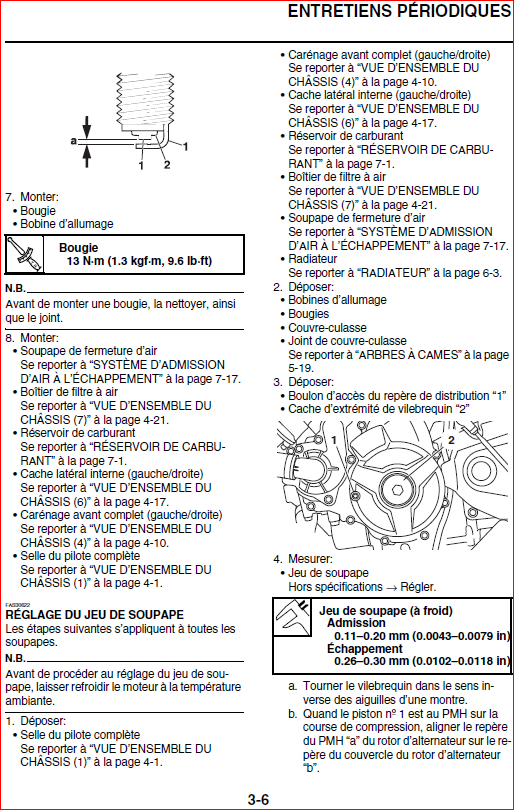 ENTRETIENS PÉRIODIQUES
a
1
1
2
7. Monter:
• Bougie
• Bobine d’allumage
Bougie
13 N·m (1.3 kgf·m, 9.6 lb·ft)
N.B.
Avant de monter une bougie, la nettoyer, ainsi
que le joint.
8. Monter:
• Soupape de fermeture d’air
Se reporter à “SYSTÈME D’ADMISSION
D’AIR À L’ÉCHAPPEMENT” à la page 7-17.
• Boîtier de filtre à air
Se reporter à “VUE D’ENSEMBLE DU
CHÂSSIS (7)” à la page 4-21.
• Réservoir de carburant
Se reporter à “RÉSERVOIR DE CARBU-
RANT” à la page 7-1.
• Cache latéral interne (gauche/droite)
Se reporter à “VUE D’ENSEMBLE DU
CHÂSSIS (6)” à la page 4-17.
• Carénage avant complet (gauche/droite)
Se reporter à “VUE D’ENSEMBLE DU
CHÂSSIS (4)” à la page 4-10.
• Selle du pilote complète
Se reporter à “VUE D’ENSEMBLE DU
CHÂSSIS (1)” à la page 4-1.
FAS30622
RÉGLAGE DU JEU DE SOUPAPE
Les étapes suivantes s’appliquent à toutes les
soupapes.
N.B.
Avant de procéder au réglage du jeu de sou-
pape, laisser refroidir le moteur à la température
ambiante.
1. Déposer:
• Selle du pilote complète
Se reporter à “VUE D’ENSEMBLE DU
CHÂSSIS (1)” à la page 4-1.
• Carénage avant complet (gauche/droite)
Se reporter à “VUE D’ENSEMBLE DU
CHÂSSIS (4)” à la page 4-10.
• Cache latéral interne (gauche/droite)
Se reporter à “VUE D’ENSEMBLE DU
CHÂSSIS (6)” à la page 4-17.
• Réservoir de carburant
Se reporter à “RÉSERVOIR DE CARBU-
RANT” à la page 7-1.
• Boîtier de filtre à air
Se reporter à “VUE D’ENSEMBLE DU
CHÂSSIS (7)” à la page 4-21.
• Soupape de fermeture d’air
Se reporter à “SYSTÈME D’ADMISSION
D’AIR À L’ÉCHAPPEMENT” à la page 7-17.
• Radiateur
Se reporter à “RADIATEUR” à la page 6-3.
2. Déposer:
• Bobines d’allumage
• Bougies
• Couvre-culasse
• Joint de couvre-culasse
Se reporter à “ARBRES À CAMES” à la page
5-19.
3. Déposer:
• Boulon d’accès du repère de distribution “1”
• Cache d’extrémité de vilebrequin “2”
1
2
4. Mesurer:
• Jeu de soupape
Hors spécifications → Régler.
Jeu de soupape (à froid)
Admission
0.11–0.20 mm (0.0043–0.0079 in)
Échappement
0.26–0.30 mm (0.0102–0.0118 in)
a. Tourner le vilebrequin dans le sens in-
verse des aiguilles d’une montre.
b. Quand le piston nº 1 est au PMH sur la
course de compression, aligner le repère
du PMH “a” du rotor d’alternateur sur le re-
père du couvercle du rotor d’alternateur
“b”.
3-6